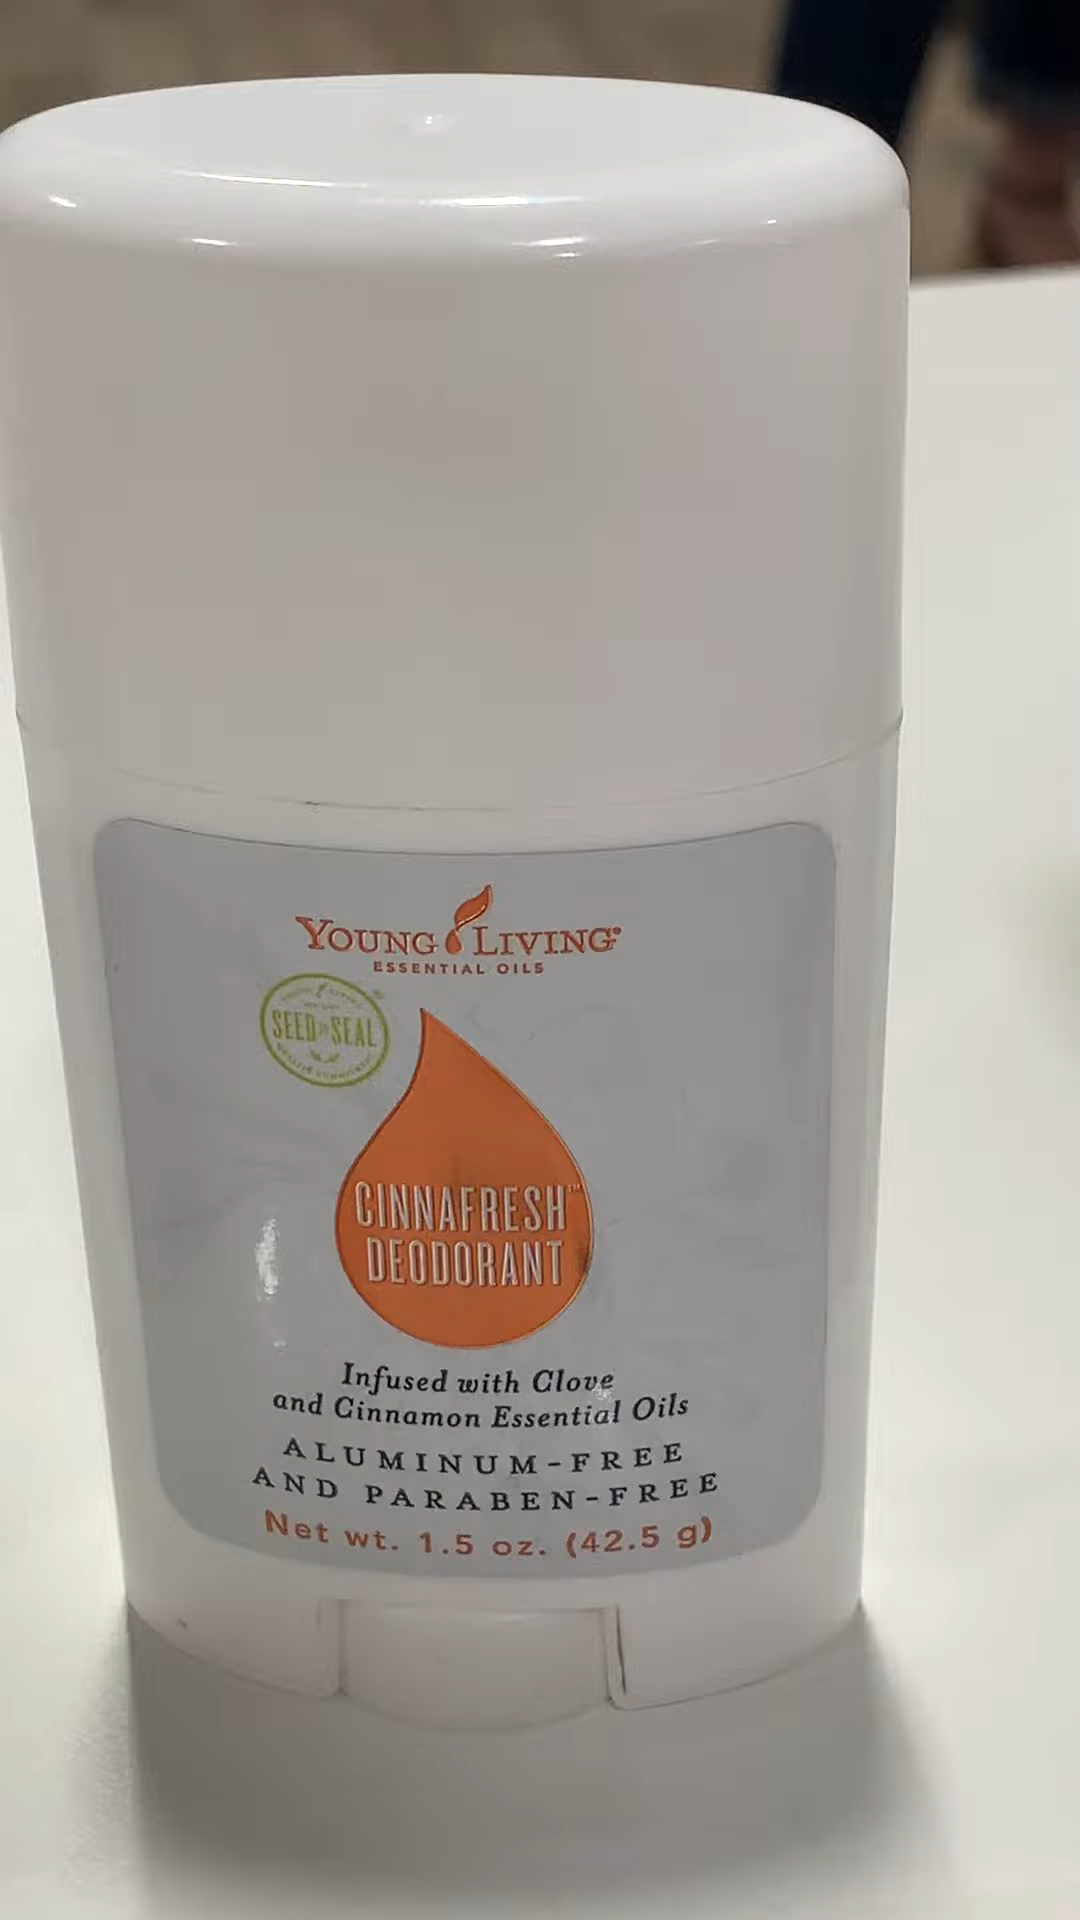 YOUNG LIVING®
ESSENTIAL OILS
SEED TO SEAL
CINNAFRESH™
DEODORANT
Infused with Clove
and Cinnamon Essential Oils
ALUMINUM-FREE
AND PARABEN-FREE
Net wt. 1.5 oz. (42.5 g)